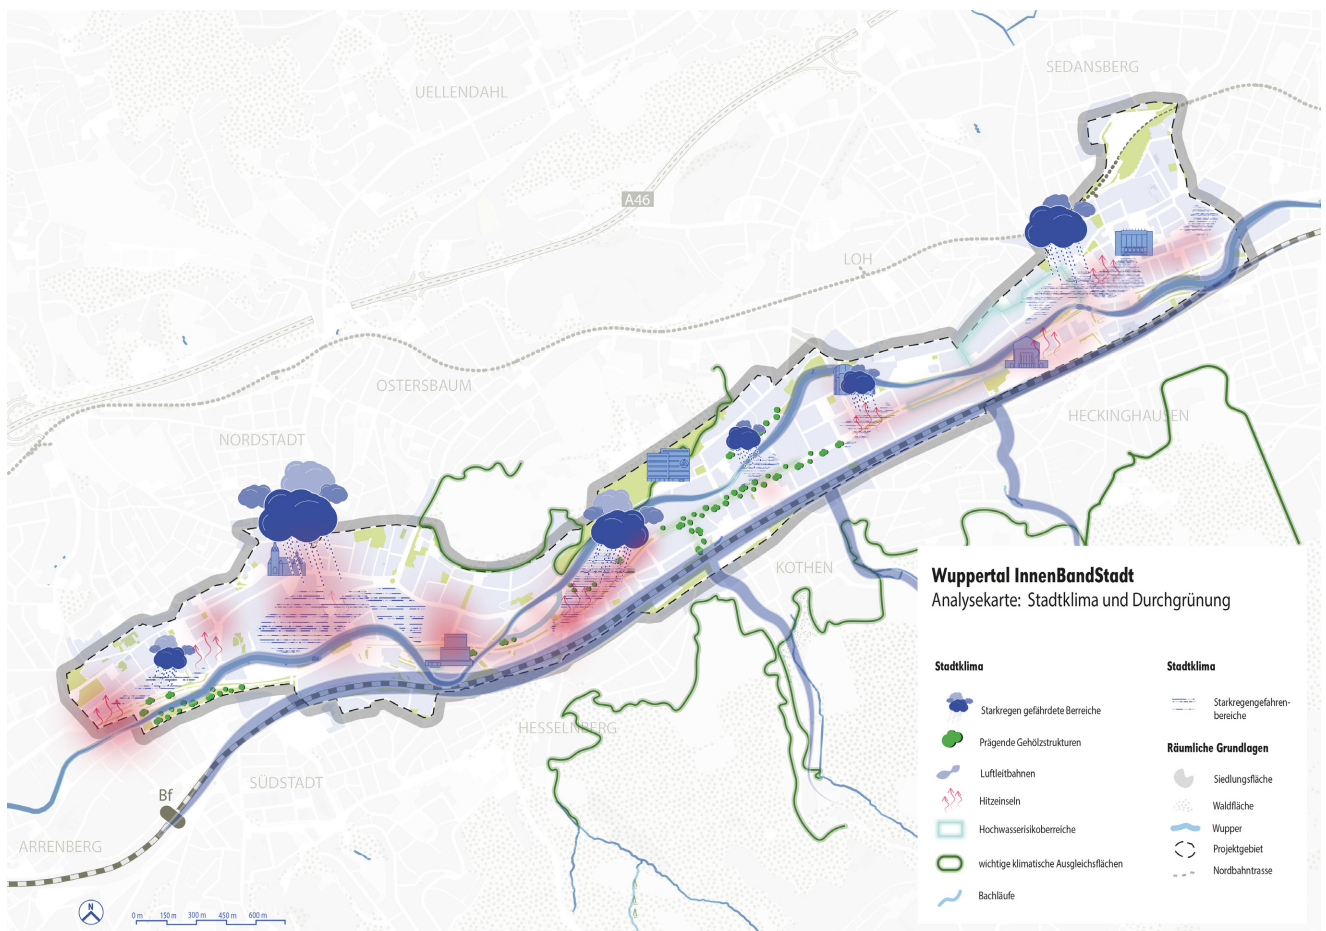 SEDANSBERG
UELLENDAHL
A46
LOH
OSTERSBAUM
NORDSTADT
HECKINGHAUSEN
KOTHEN
HESSELNBERG
SÜDSTADT
Bf
ARRENBERG
N
0 m 150 m 300 m 450 m 600 m
Wuppertal InnenBandStadt
Analysekarte: Stadtklima und Durchgrünung
Stadtklima
Starkregen gefährdete Berreiche
Prägende Gehölzstrukturen
Luftleitbahnen
Hitzeinseln
Hochwasserisikoberreiche
wichtige klimatische Ausgleichsflächen
Bachläufe
Stadtklima
Starkregengefahren-
bereiche
Räumliche Grundlagen
Siedlungsfläche
Waldfläche
Wupper
Projektgebiet
Nordbahntrasse